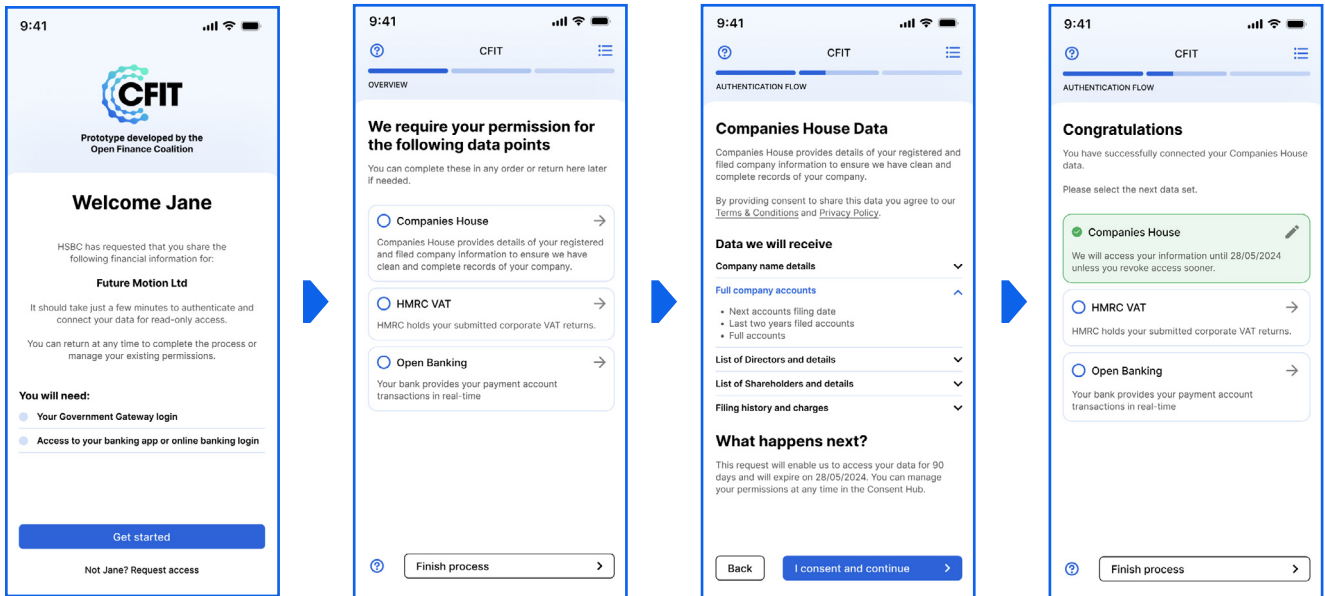 9:41
CFIT
Prototype developed by the
Open Finance Coalition
Welcome Jane
HSBC has requested that you share the
following financial information for:
Future Motion Ltd
It should take just a few minutes to authenticate and
connect your data for read-only access.
You can return at any time to complete the process or
manage your existing permissions.
You will need:
Your Government Gateway login
Access to your banking app or online banking login
Get started
Not Jane? Request access
9:41
CFIT
OVERVIEW
We require your permission for
the following data points
You can complete these in any order or return here later
if needed.
Companies House
Companies House provides details of your registered
and filed company information to ensure we have
clean and complete records of your company.
HMRC VAT
HMRC holds your submitted corporate VAT returns.
Open Banking
Your bank provides your payment account
transactions in real-time
Finish process
9:41
CFIT
AUTHENTICATION FLOW
Companies House Data
Companies House provides details of your registered and
filed company information to ensure we have clean and
complete records of your company.
By providing consent to share this data you agree to our
Terms & Conditions and Privacy Policy.
Data we will receive
Company name details
Full company accounts
• Next accounts filing date
• Last two years filed accounts
• Full accounts
List of Directors and details
List of Shareholders and details
Filing history and charges
What happens next?
This request will enable us to access your data for 90
days and will expire on 28/05/2024. You can manage
your permissions at any time in the Consent Hub.
Back
I consent and continue
9:41
CFIT
AUTHENTICATION FLOW
Congratulations
You have successfully connected your Companies House
data.
Please select the next data set.
Companies House
We will access your information until 28/05/2024
unless you revoke access sooner.
HMRC VAT
HMRC holds your submitted corporate VAT returns.
Open Banking
Your bank provides your payment account
transactions in real-time
Finish process